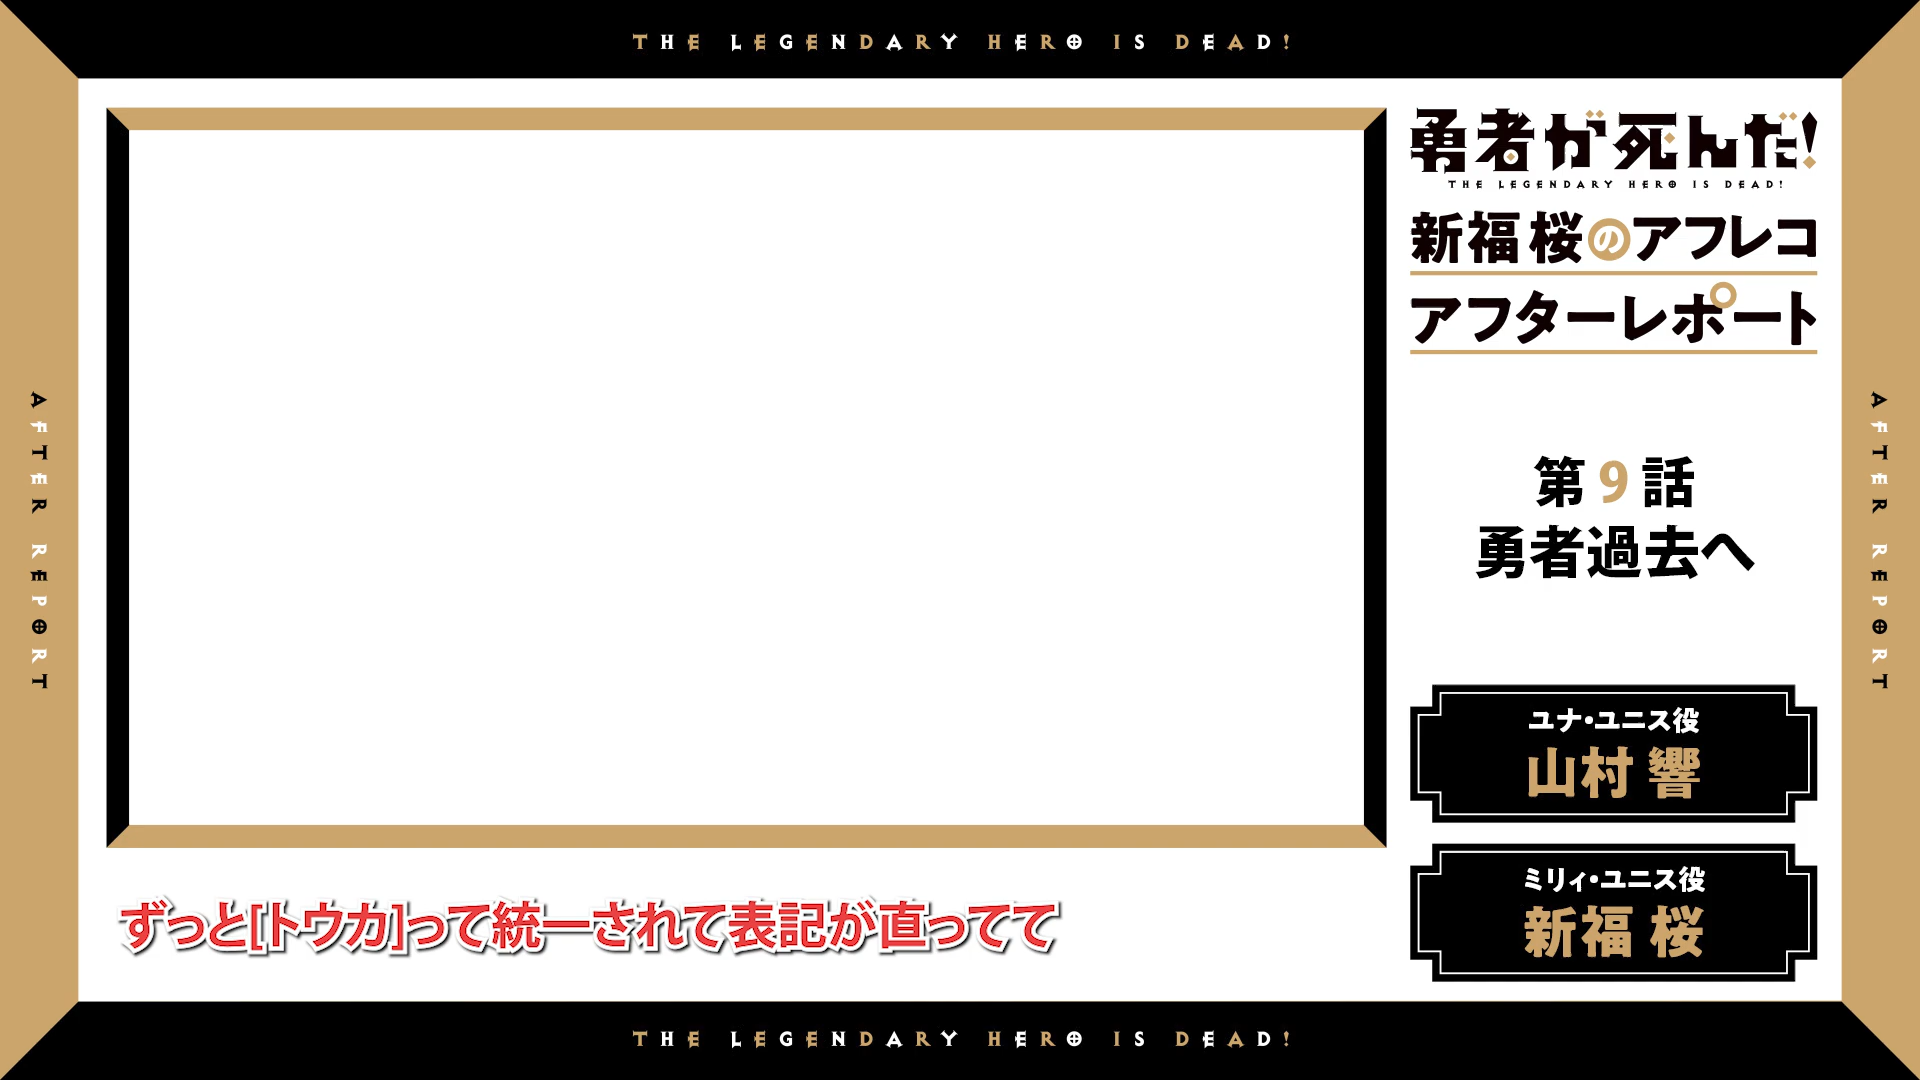 THE LEGENDARY HERO IS DEAD!
勇者が死んだ!
THE LEGENDARY HERO IS DEAD!
新福桜のアフレコ
アフターレポート
AFTER REPORT
AFTER REPORT
第9話
勇者過去へ
ユナ・ユニス役
山村 響
ミリィ・ユニス役
新福 桜
ずっと[トウカ]って統一されて表記が直ってて
THE LEGENDARY HERO IS DEAD!